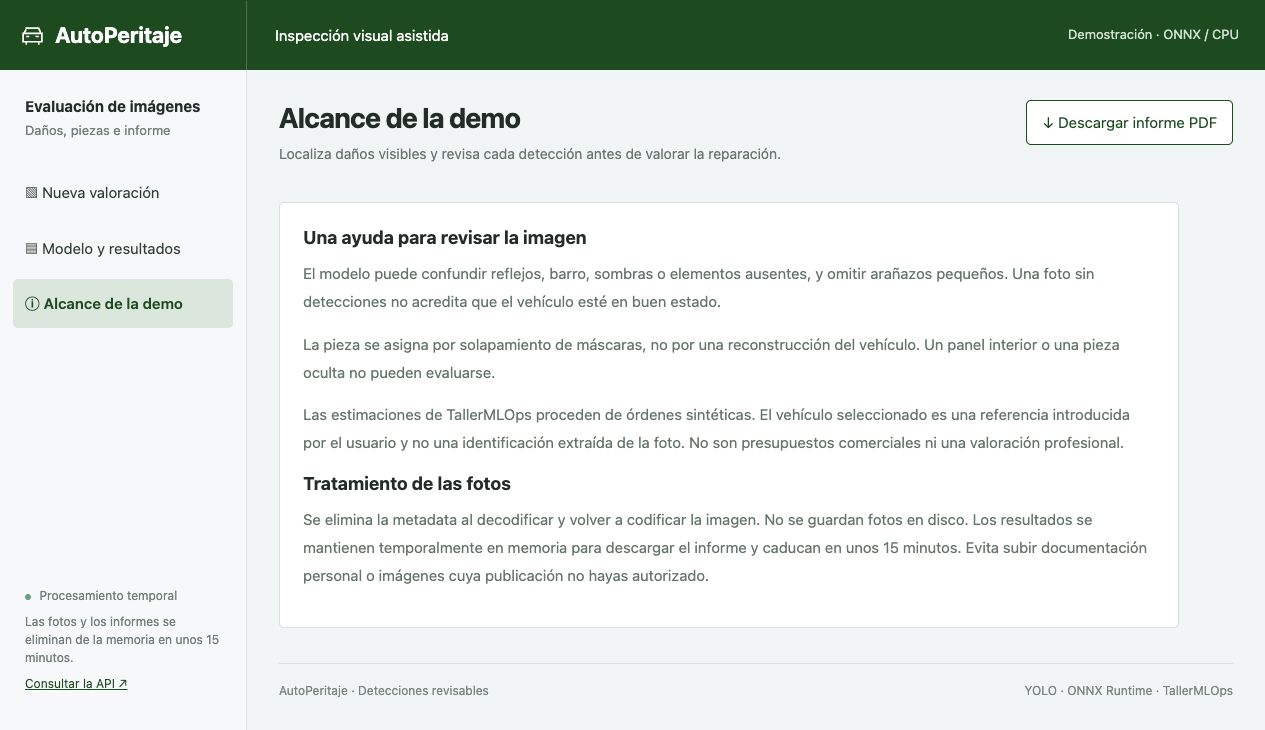 AutoPeritaje
Inspección visual asistida
Demostración · ONNX / CPU
Evaluación de imágenes
Daños, piezas e informe
Nueva valoración
Modelo y resultados
Alcance de la demo
Procesamiento temporal
Las fotos y los informes se
eliminan de la memoria en unos 15
minutos.
Consultar la API ↗
Alcance de la demo
Localiza daños visibles y revisa cada detección antes de valorar la reparación.
↓ Descargar informe PDF
Una ayuda para revisar la imagen
El modelo puede confundir reflejos, barro, sombras o elementos ausentes, y omitir arañazos pequeños. Una foto sin
detecciones no acredita que el vehículo esté en buen estado.
La pieza se asigna por solapamiento de máscaras, no por una reconstrucción del vehículo. Un panel interior o una pieza
oculta no pueden evaluarse.
Las estimaciones de TallerMLOps proceden de órdenes sintéticas. El vehículo seleccionado es una referencia introducida
por el usuario y no una identificación extraída de la foto. No son presupuestos comerciales ni una valoración profesional.
Tratamiento de las fotos
Se elimina la metadata al decodificar y volver a codificar la imagen. No se guardan fotos en disco. Los resultados se
mantienen temporalmente en memoria para descargar el informe y caducan en unos 15 minutos. Evita subir documentación
personal o imágenes cuya publicación no hayas autorizado.
AutoPeritaje · Detecciones revisables
YOLO · ONNX Runtime · TallerMLOps